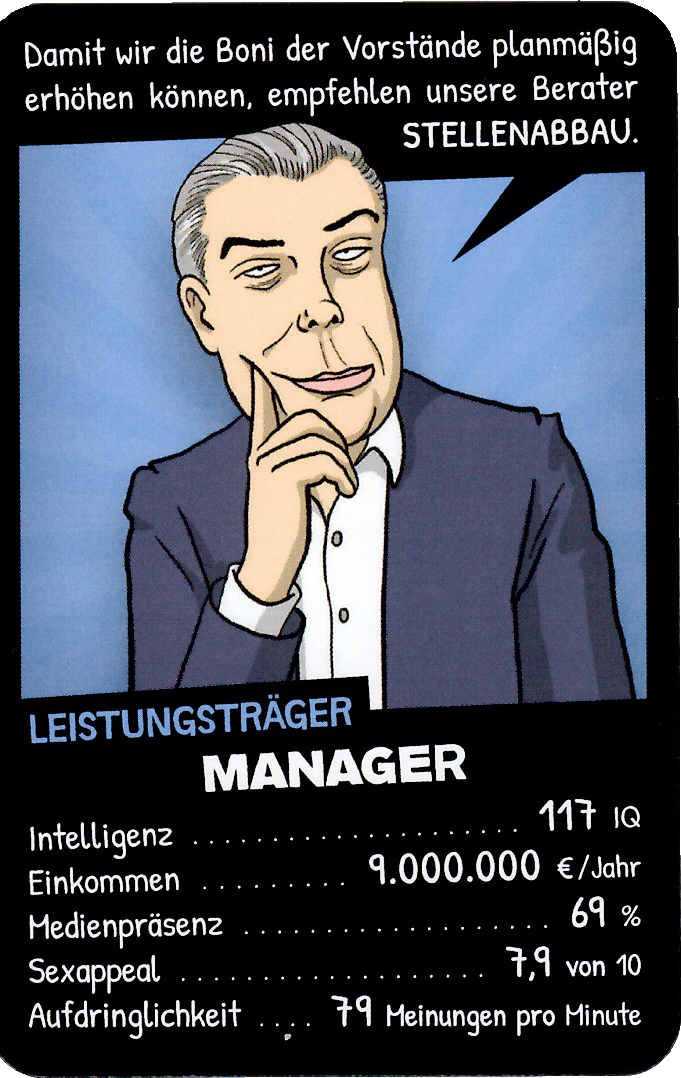 Damit wir die Boni der Vorstände planmäßig
erhöhen können, empfehlen unsere Berater
STELLENABBAU.
LEISTUNGSTRÄGER
MANAGER
Intelligenz ..................... 117 IQ
Einkommen ......... 9.000.000 €/Jahr
Medienpräsenz ................... 69 %
Sexappeal ................... 7,9 von 10
Aufdringlichkeit .... 79 Meinungen pro Minute